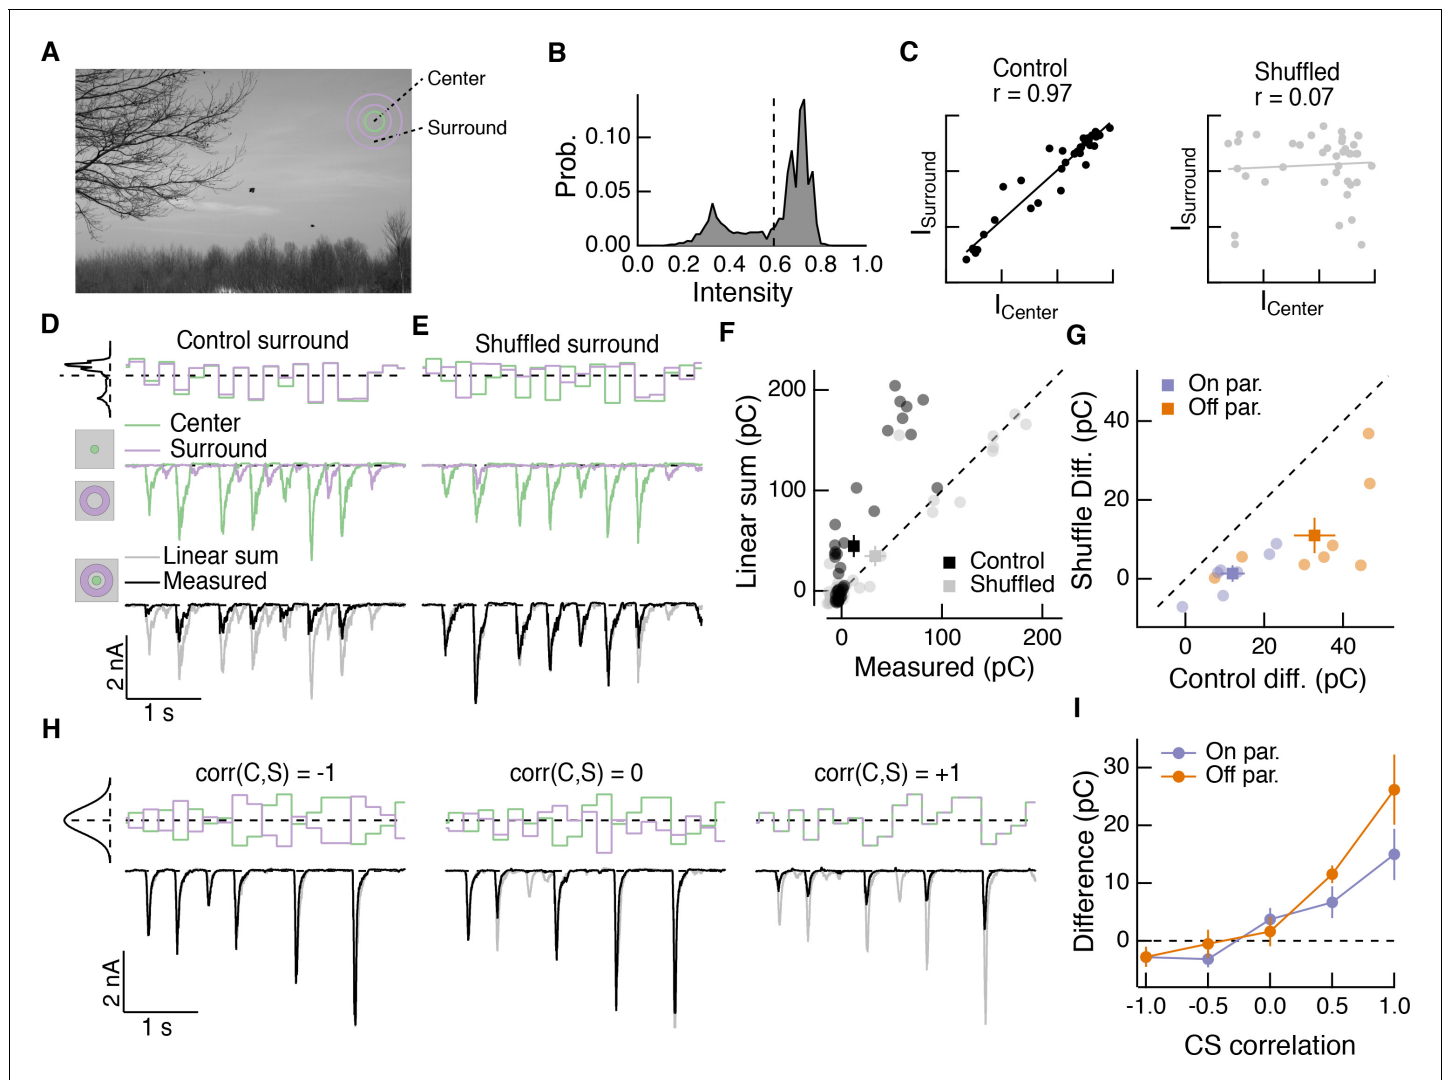 A
Center
Surround
B
Prob.
0.10
0.05
0.00
0.0 0.2 0.4 0.6 0.8 1.0
Intensity
C
Control
r = 0.97
I Surround
I Center
Shuffled
r = 0.07
I Surround
I Center
D
Control surround
Center
Surround
Linear sum
Measured
2 nA
1 s
E
Shuffled surround
F
Linear sum (pC)
200
100
0
0 100 200
Measured (pC)
Control
Shuffled
G
Shuffle Diff. (pC)
40
20
0
0 20 40
Control diff. (pC)
On par.
Off par.
H
corr(C,S) = -1
corr(C,S) = 0
corr(C,S) = +1
2 nA
1 s
I
On par.
Off par.
Difference (pC)
30
20
10
0
-1.0 -0.5 0.0 0.5 1.0
CS correlation